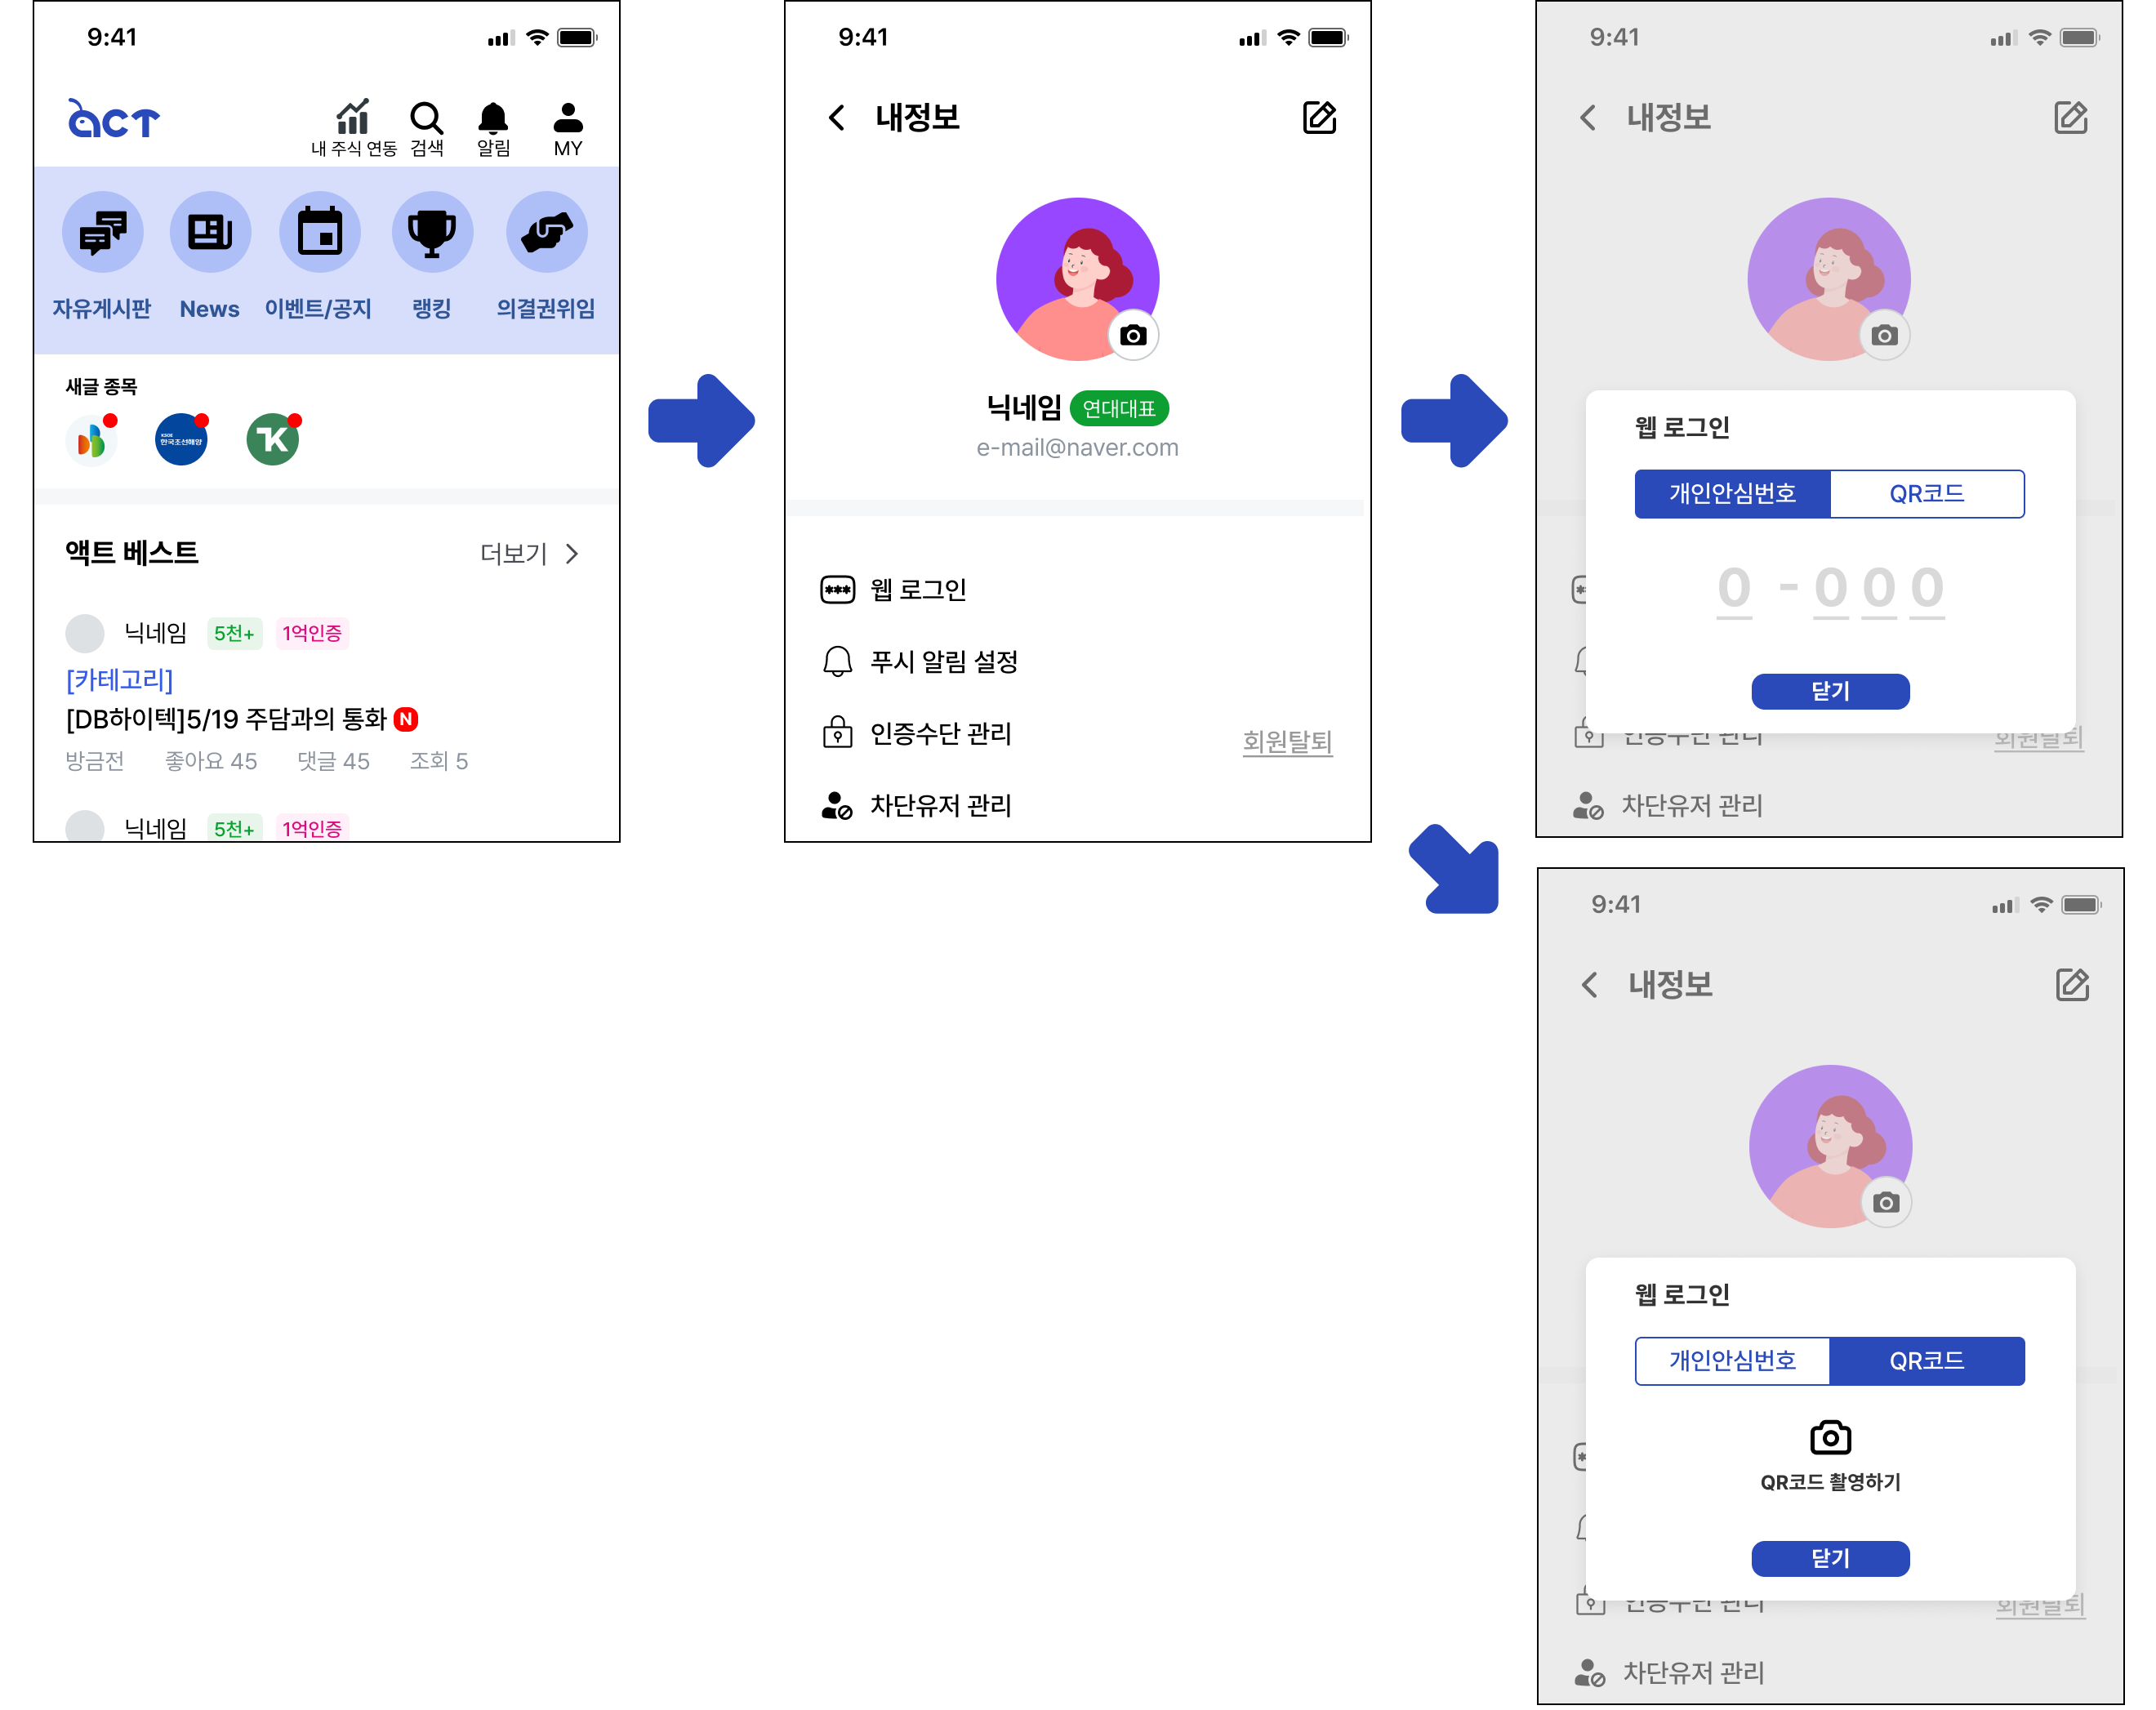 9:41
act
내 주식 연동 검색 알림 MY
자유게시판 News 이벤트/공지 랭킹 의결권위임
새글 종목
KSOE
한국조선해양
TK
액트 베스트 더보기
닉네임 5천+ 1억인증
[카테고리]
[DB하이텍]5/19 주담과의 통화 N
방금전 좋아요 45 댓글 45 조회 5
닉네임 5천+ 1억인증
9:41
내정보
닉네임 연대대표
e-mail@naver.com
웹 로그인
푸시 알림 설정
인증수단 관리
회원탈퇴
차단유저 관리
9:41
내정보
웹 로그인
개인안심번호 QR코드
0 - 0 0 0
닫기
인증수단 관리 회원탈퇴
차단유저 관리
9:41
내정보
웹 로그인
개인안심번호 QR코드
QR코드 촬영하기
닫기
인증수단 관리 회원탈퇴
차단유저 관리